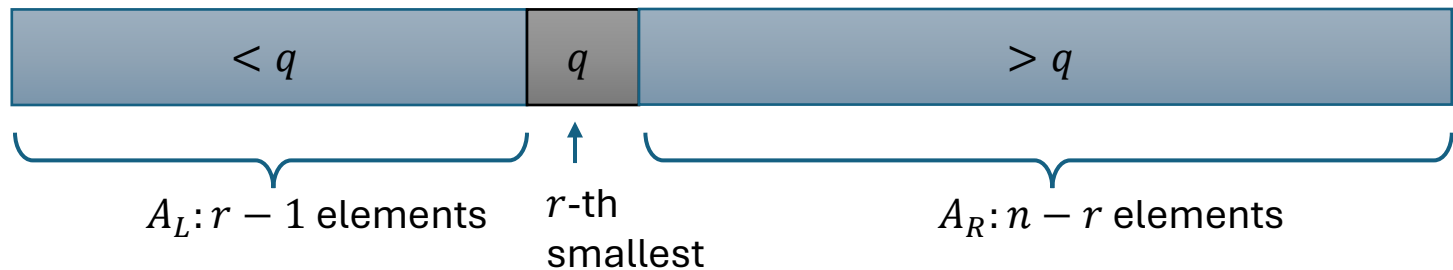 < q
q
> q
A_L: r − 1 elements
r-th
smallest
A_R: n − r elements